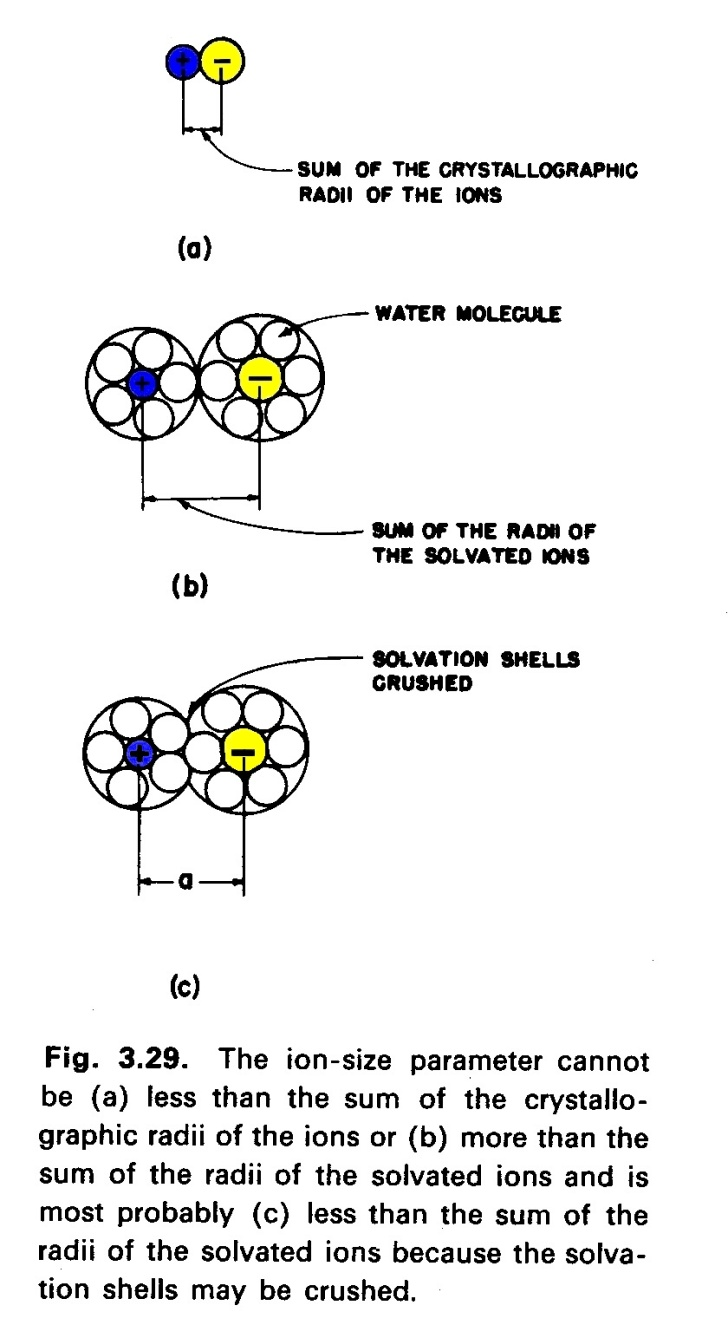 + −
SUM OF THE CRYSTALLOGRAPHIC
RADII OF THE IONS
(a)
WATER MOLECULE
+ −
SUM OF THE RADII OF
THE SOLVATED IONS
(b)
SOLVATION SHELLS
CRUSHED
+ −
a
(c)
Fig. 3.29. The ion-size parameter cannot
be (a) less than the sum of the crystallo-
graphic radii of the ions or (b) more than the
sum of the radii of the solvated ions and is
most probably (c) less than the sum of the
radii of the solvated ions because the solva-
tion shells may be crushed.